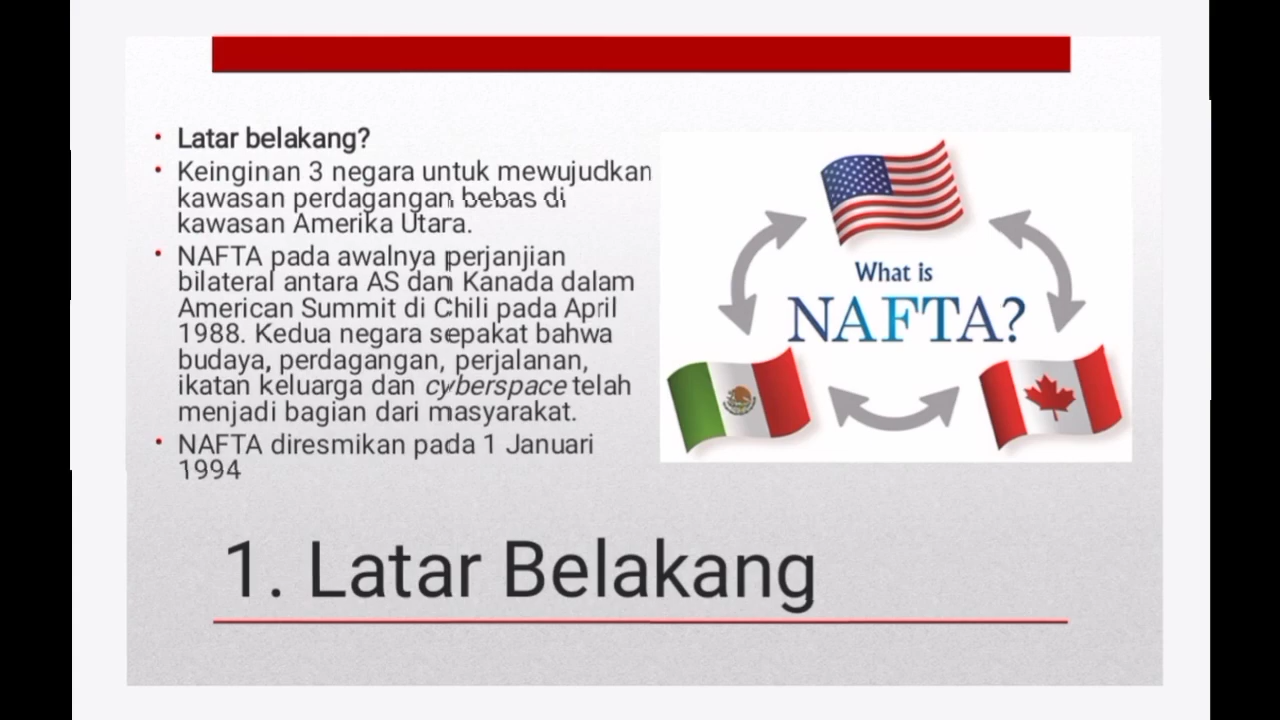 Latar belakang?
Keinginan 3 negara untuk mewujudkan
kawasan perdagangan bebas di
kawasan Amerika Utara.
NAFTA pada awalnya perjanjian
bilateral antara AS dan Kanada dalam
American Summit di Chili pada April
1988. Kedua negara sepakat bahwa
budaya, perdagangan, perjalanan,
ikatan keluarga dan cyberspace telah
menjadi bagian dari masyarakat.
NAFTA diresmikan pada 1 Januari
1994
What is
NAFTA?
1. Latar Belakang